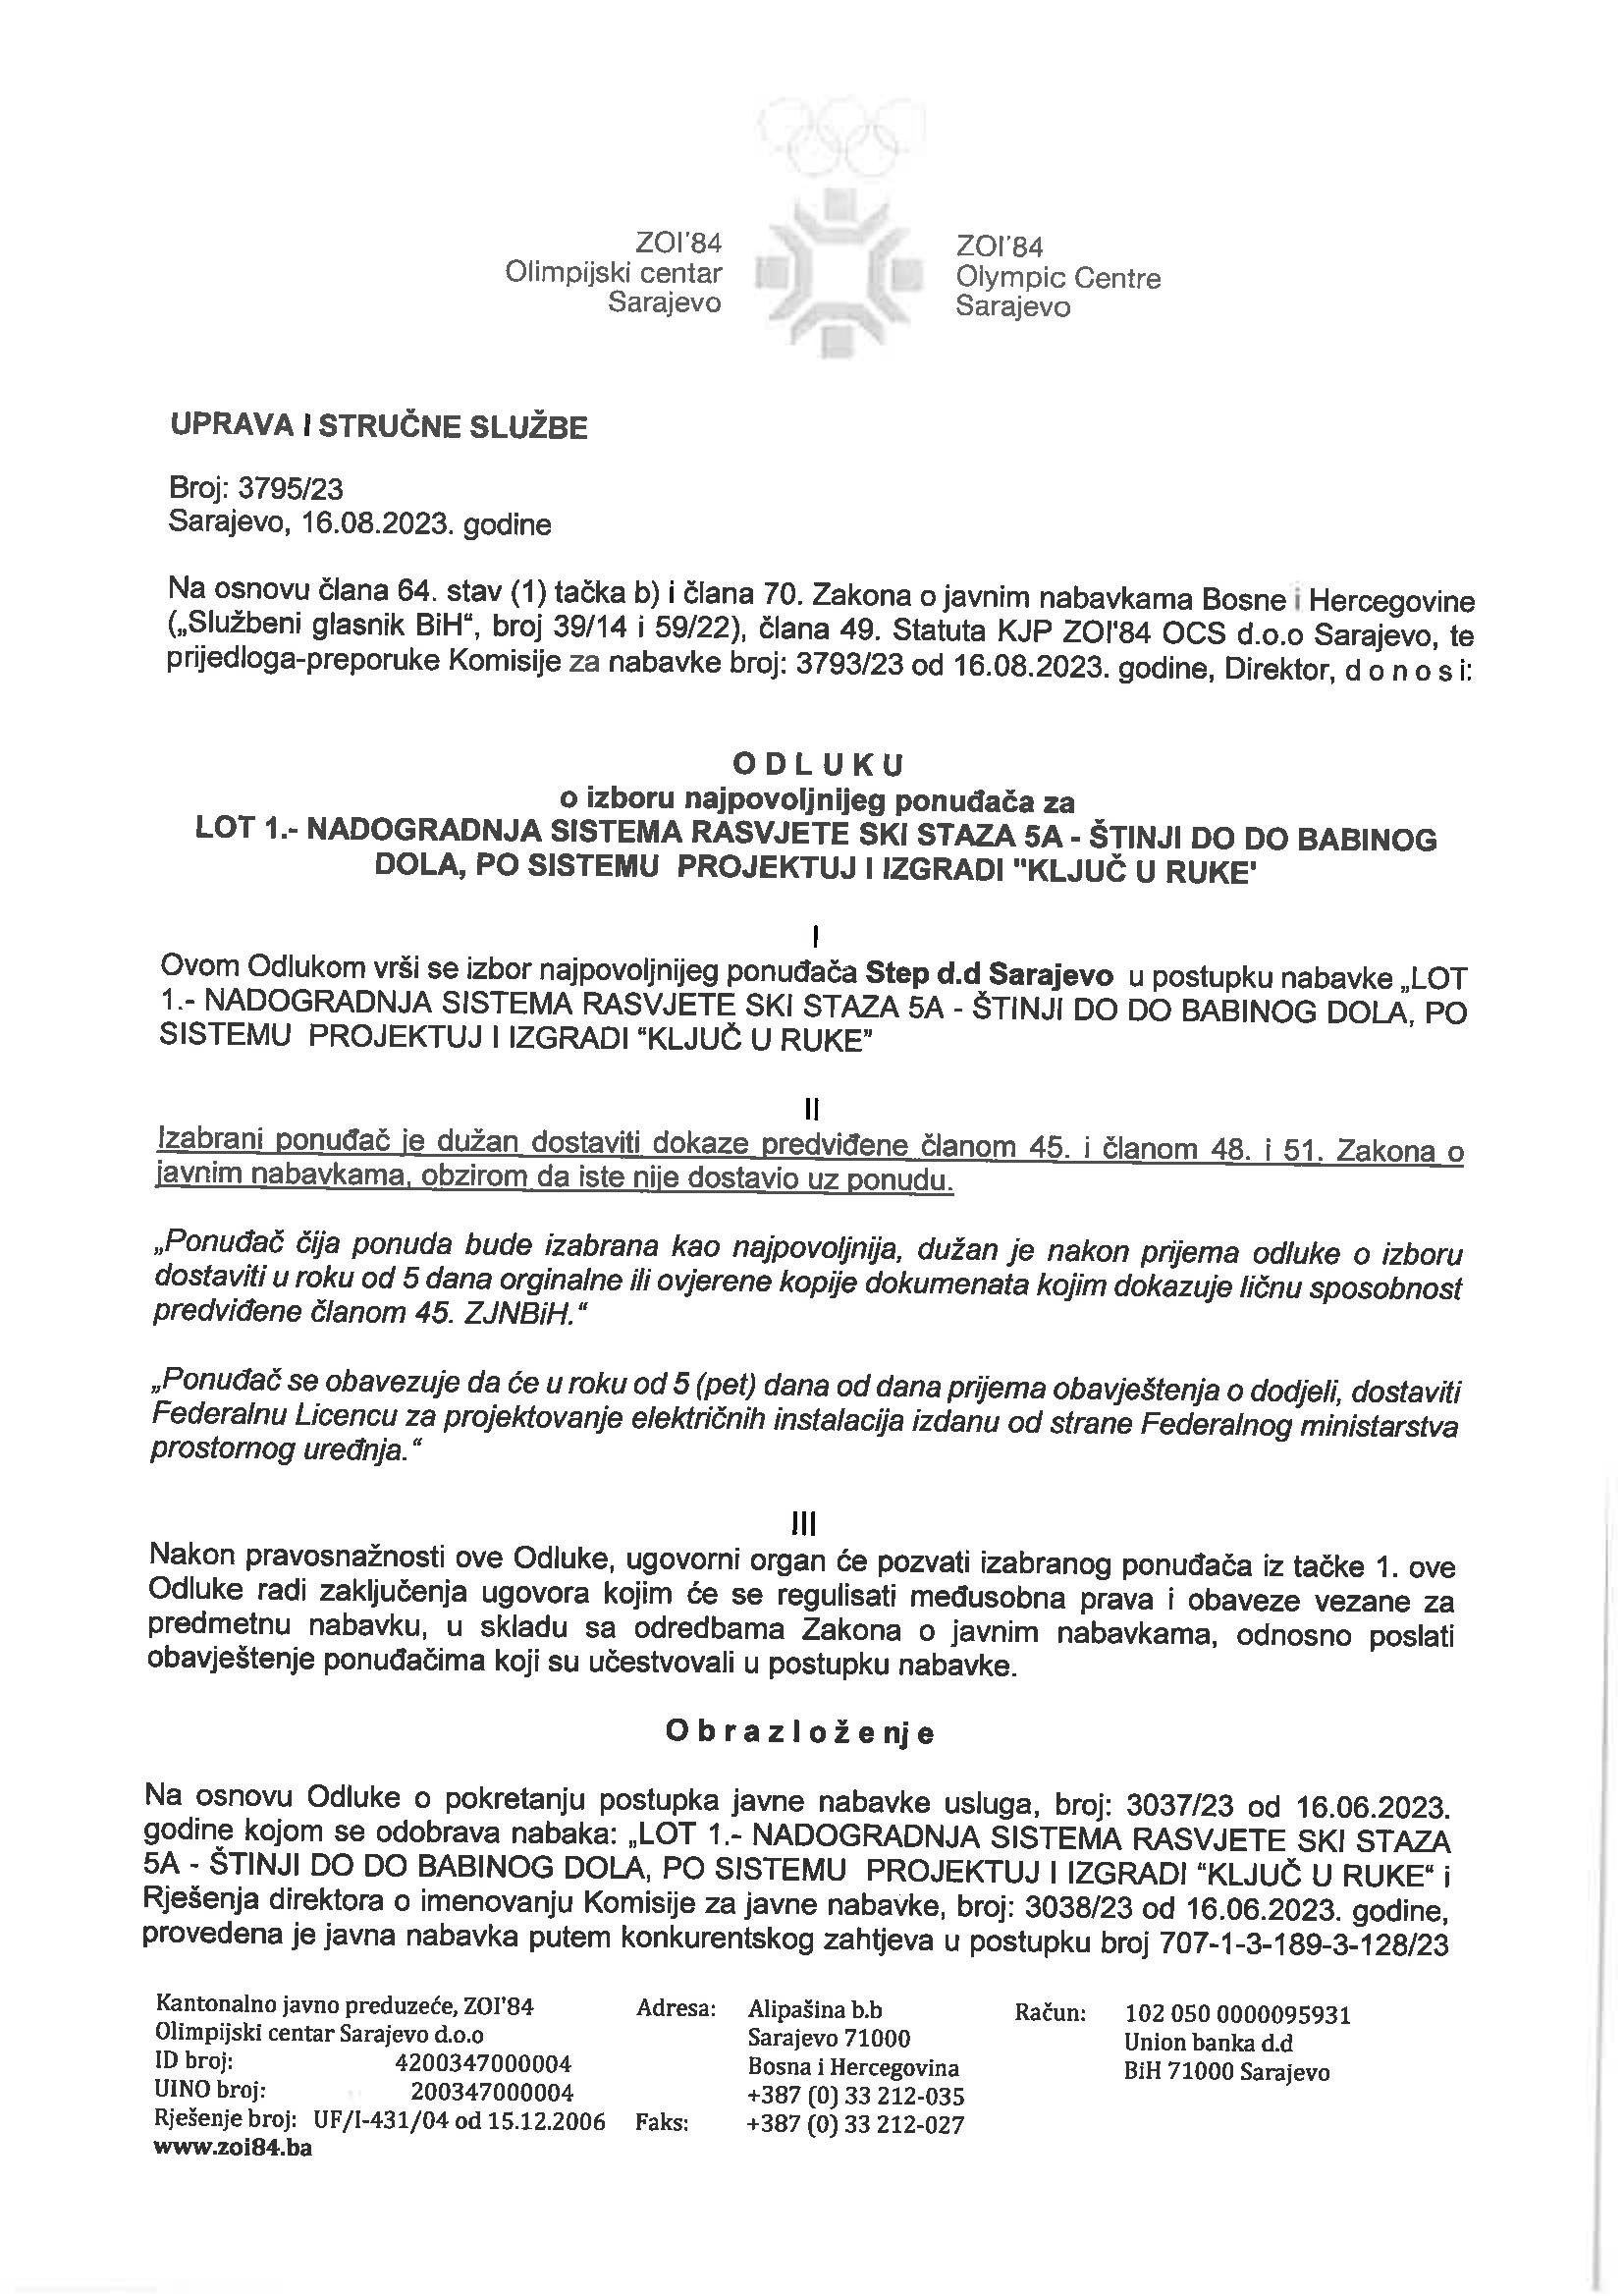 ZOI'84
Olimpijski centar
Sarajevo
ZOI'84
Olympic Centre
Sarajevo
UPRAVA I STRUČNE SLUŽBE
Broj: 3795/23
Sarajevo, 16.08.2023. godine
Na osnovu člana 64. stav (1) tačka b) i člana 70. Zakona o javnim nabavkama Bosne i Hercegovine
(„Službeni glasnik BiH“, broj 39/14 i 59/22), člana 49. Statuta KJP ZOI'84 OCS d.o.o Sarajevo, te
prijedloga-preporuke Komisije za nabavke broj: 3793/23 od 16.08.2023. godine, Direktor, d o n o s i:
O D L U K U
o izboru najpovoljnijeg ponuđača za
LOT 1.- NADOGRADNJA SISTEMA RASVJETE SKI STAZA 5A - ŠTINJI DO DO BABINOG
DOLA, PO SISTEMU PROJEKTUJ I IZGRADI "KLJUČ U RUKE'
I
Ovom Odlukom vrši se izbor najpovoljnijeg ponuđača Step d.d Sarajevo u postupku nabavke „LOT
1.- NADOGRADNJA SISTEMA RASVJETE SKI STAZA 5A - ŠTINJI DO DO BABINOG DOLA, PO
SISTEMU PROJEKTUJ I IZGRADI “KLJUČ U RUKE”
II
Izabrani ponuđač je dužan dostaviti dokaze predviđene članom 45. i članom 48. i 51. Zakona o
javnim nabavkama, obzirom da iste nije dostavio uz ponudu.
„Ponuđač čija ponuda bude izabrana kao najpovoljnija, dužan je nakon prijema odluke o izboru
dostaviti u roku od 5 dana orginalne ili ovjerene kopije dokumenata kojim dokazuje ličnu sposobnost
predviđene članom 45. ZJNBiH.“
„Ponuđač se obavezuje da će u roku od 5 (pet) dana od dana prijema obavještenja o dodjeli, dostaviti
Federalnu Licencu za projektovanje električnih instalacija izdanu od strane Federalnog ministarstva
prostornog uređnja.“
III
Nakon pravosnažnosti ove Odluke, ugovorni organ će pozvati izabranog ponuđača iz tačke 1. ove
Odluke radi zaključenja ugovora kojim će se regulisati međusobna prava i obaveze vezane za
predmetnu nabavku, u skladu sa odredbama Zakona o javnim nabavkama, odnosno poslati
obavještenje ponuđačima koji su učestvovali u postupku nabavke.
O b r a z l o ž e nj e
Na osnovu Odluke o pokretanju postupka javne nabavke usluga, broj: 3037/23 od 16.06.2023.
godine kojom se odobrava nabaka: „LOT 1.- NADOGRADNJA SISTEMA RASVJETE SKI STAZA
5A - ŠTINJI DO DO BABINOG DOLA, PO SISTEMU PROJEKTUJ I IZGRADI “KLJUČ U RUKE“ i
Rješenja direktora o imenovanju Komisije za javne nabavke, broj: 3038/23 od 16.06.2023. godine,
provedena je javna nabavka putem konkurentskog zahtjeva u postupku broj 707-1-3-189-3-128/23
Kantonalno javno preduzeće, ZOI'84
Olimpijski centar Sarajevo d.o.o
ID broj: 4200347000004
UINO broj: 200347000004
Rješenje broj: UF/I-431/04 od 15.12.2006
www.zoi84.ba
Adresa: Alipašina b.b
Sarajevo 71000
Bosna i Hercegovina
+387 (0) 33 212-035
Faks: +387 (0) 33 212-027
Račun: 102 050 0000095931
Union banka d.d
BiH 71000 Sarajevo